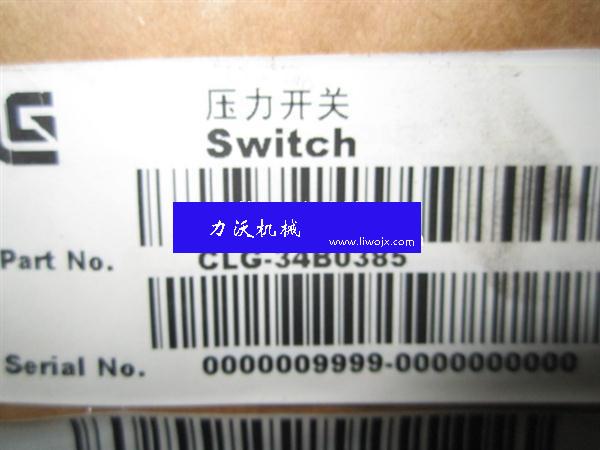 压力开关
Switch
力沃机械
www.liwojx.com
Part No. CLG-34B0385
Serial No. 0000009999-0000000000